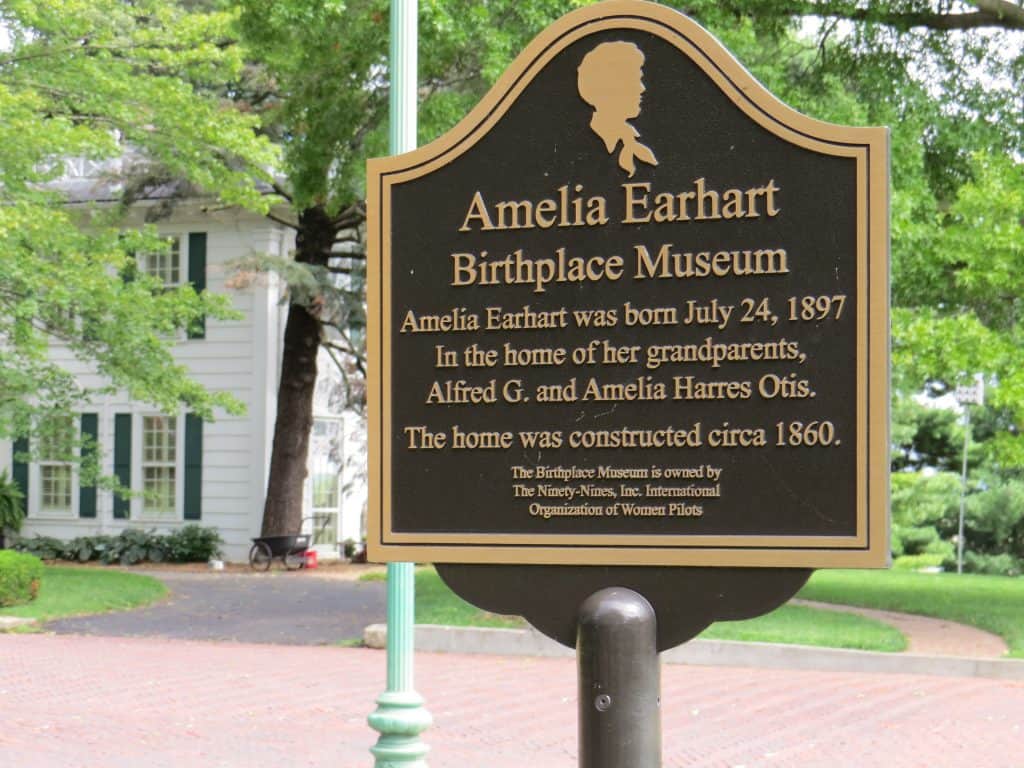 Amelia Earhart
Birthplace Museum
Amelia Earhart was born July 24, 1897
In the home of her grandparents,
Alfred G. and Amelia Harres Otis.
The home was constructed circa 1860.
The Birthplace Museum is owned by
The Ninety-Nines, Inc. International
Organization of Women Pilots